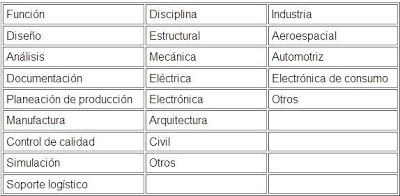 Función Disciplina Industria
Diseño Estructural Aeroespacial
Análisis Mecánica Automotriz
Documentación Eléctrica Electrónica de consumo
Planeación de producción Electrónica Otros
Manufactura Arquitectura
Control de calidad Civil
Simulación Otros
Soporte logístico